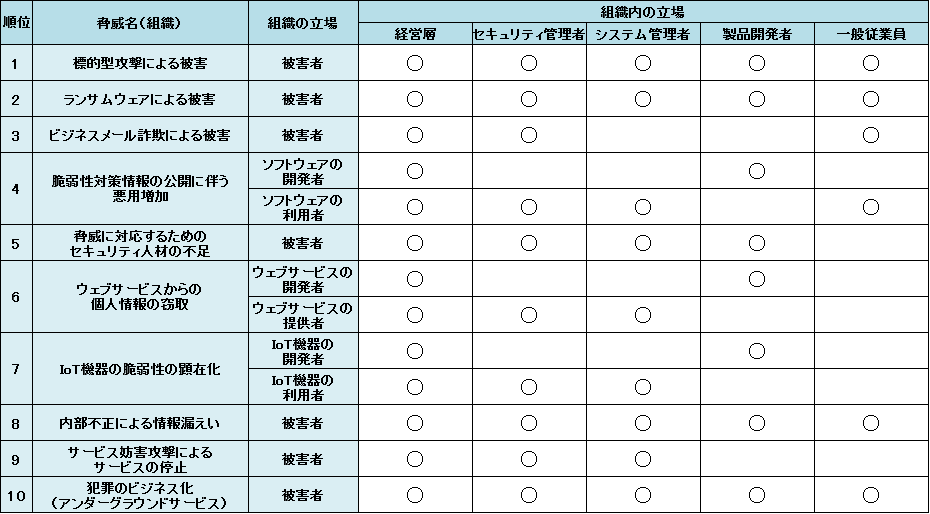 順位 脅威名（組織） 組織の立場 組織内の立場
経営層 セキュリティ管理者 システム管理者 製品開発者 一般従業員
1 標的型攻撃による被害 被害者 ○ ○ ○ ○ ○
2 ランサムウェアによる被害 被害者 ○ ○ ○ ○ ○
3 ビジネスメール詐欺による被害 被害者 ○ ○ ○
4 脆弱性対策情報の公開に伴う
悪用増加
ソフトウェアの
開発者 ○ ○
ソフトウェアの
利用者 ○ ○ ○ ○
5 脅威に対応するための
セキュリティ人材の不足 被害者 ○ ○ ○ ○
6 ウェブサービスからの
個人情報の窃取
ウェブサービスの
開発者 ○ ○
ウェブサービスの
提供者 ○ ○ ○
7 IoT機器の脆弱性の顕在化
IoT機器の
開発者 ○ ○
IoT機器の
利用者 ○ ○ ○
8 内部不正による情報漏えい 被害者 ○ ○ ○ ○ ○
9 サービス妨害攻撃による
サービスの停止 被害者 ○ ○ ○
10 犯罪のビジネス化
（アンダーグラウンドサービス） 被害者 ○ ○ ○ ○ ○